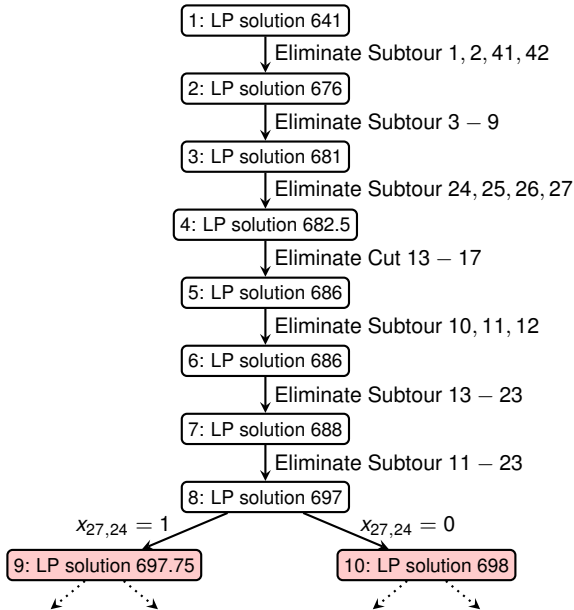 1: LP solution 641
Eliminate Subtour 1, 2, 41, 42
2: LP solution 676
Eliminate Subtour 3 − 9
3: LP solution 681
Eliminate Subtour 24, 25, 26, 27
4: LP solution 682.5
Eliminate Cut 13 − 17
5: LP solution 686
Eliminate Subtour 10, 11, 12
6: LP solution 686
Eliminate Subtour 13 − 23
7: LP solution 688
Eliminate Subtour 11 − 23
8: LP solution 697
x27,24 = 1
x27,24 = 0
9: LP solution 697.75
10: LP solution 698